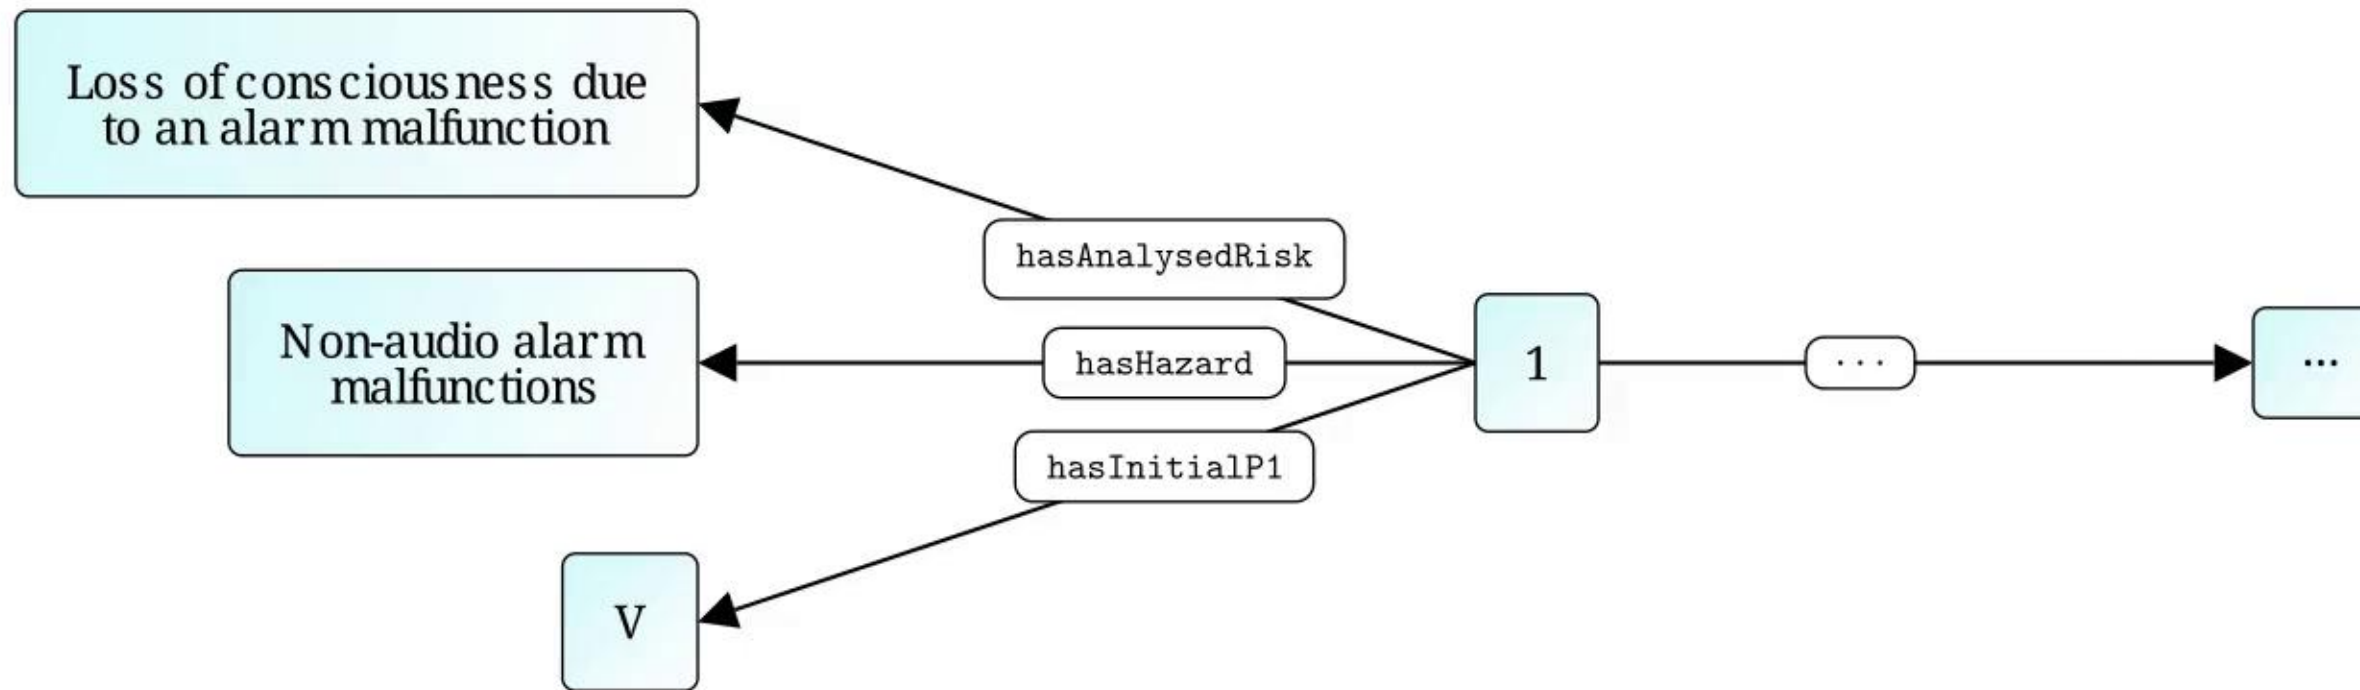 Loss of consciousness due
to an alarm malfunction
hasAnalysedRisk
Non-audio alarm
malfunctions
hasHazard
1
...
...
hasInitialP1
V